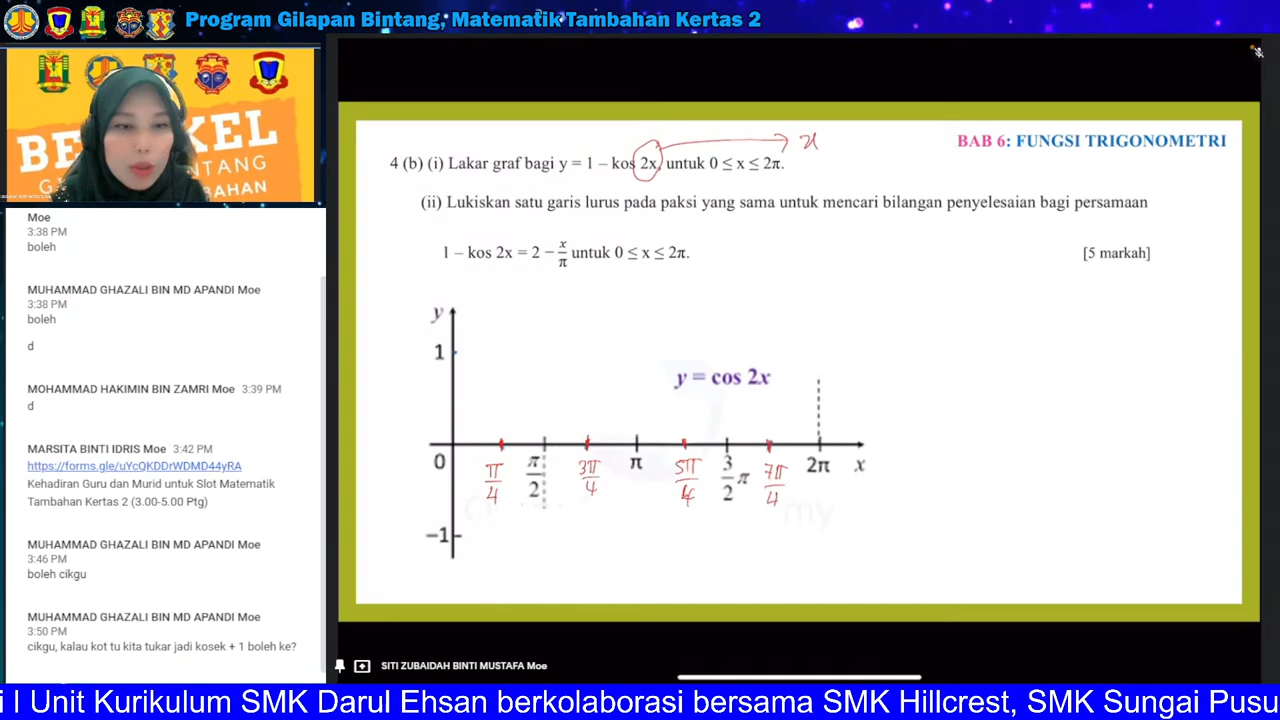 Program Gilapan Bintang, Matematik Tambahan Kertas 2
Moe
3:38 PM
boleh
MUHAMMAD GHAZALI BIN MD APANDI Moe
3:38 PM
boleh
d
MOHAMMAD HAKIMIN BIN ZAMRI Moe 3:39 PM
d
MARSITA BINTI IDRIS Moe 3:42 PM
https://forms.gle/uYcQKDDrWDMD44yRA
Kehadiran Guru dan Murid untuk Slot Matematik
Tambahan Kertas 2 (3.00-5.00 Ptg)
MUHAMMAD GHAZALI BIN MD APANDI Moe
3:46 PM
boleh cikgu
MUHAMMAD GHAZALI BIN MD APANDI Moe
3:50 PM
cikgu, kalau kot tu kita tukar jadi kosek + 1 boleh ke?
BAB 6: FUNGSI TRIGONOMETRI
x
4 (b) (i) Lakar graf bagi y = 1 – kos 2x, untuk 0 ≤ x ≤ 2π.
(ii) Lukiskan satu garis lurus pada paksi yang sama untuk mencari bilangan penyelesaian bagi persamaan
1 – kos 2x = 2 – x/π untuk 0 ≤ x ≤ 2π. [5 markah]
y
1
y = cos 2x
0 π/4 π/2 3π/4 π 5π/4 3/2 π 7π/4 2π x
–1
SITI ZUBAIDAH BINTI MUSTAFA Moe
i I Unit Kurikulum SMK Darul Ehsan berkolaborasi bersama SMK Hillcrest, SMK Sungai Pusu